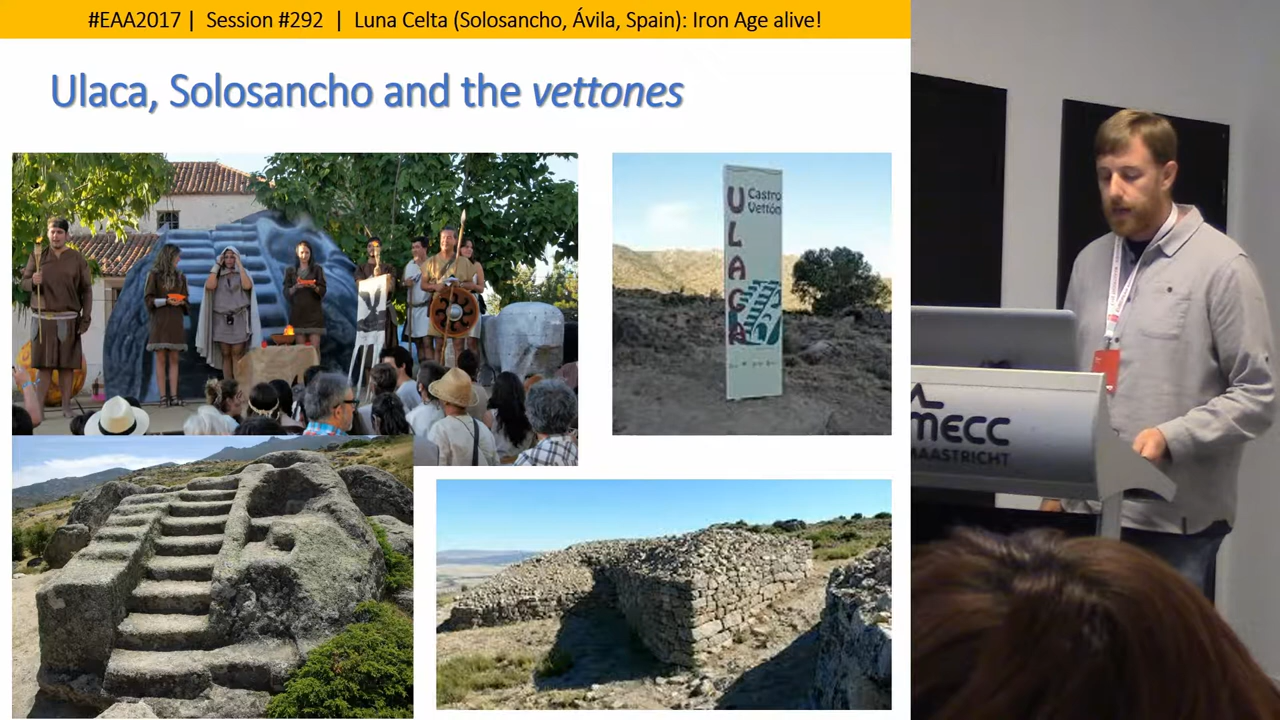 #EAA2017 | Session #292 | Luna Celta (Solosancho, Ávila, Spain): Iron Age alive!
Ulaca, Solosancho and the vettones
ULACA
Castro
Vettón
mecc
MAASTRICHT